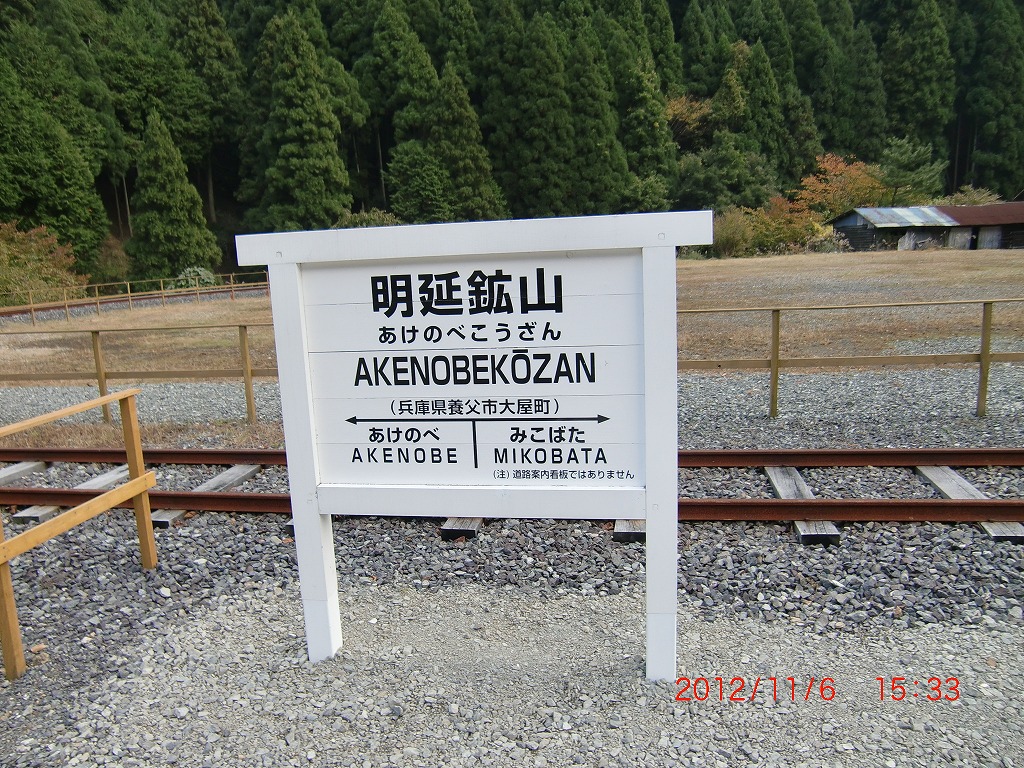 明延鉱山
あけのべこうざん
AKENOBEKŌZAN
(兵庫県養父市大屋町)
あけのべ みこばた
AKENOBE MIKOBATA
(注) 道路案内看板ではありません
2012/11/6 15:33